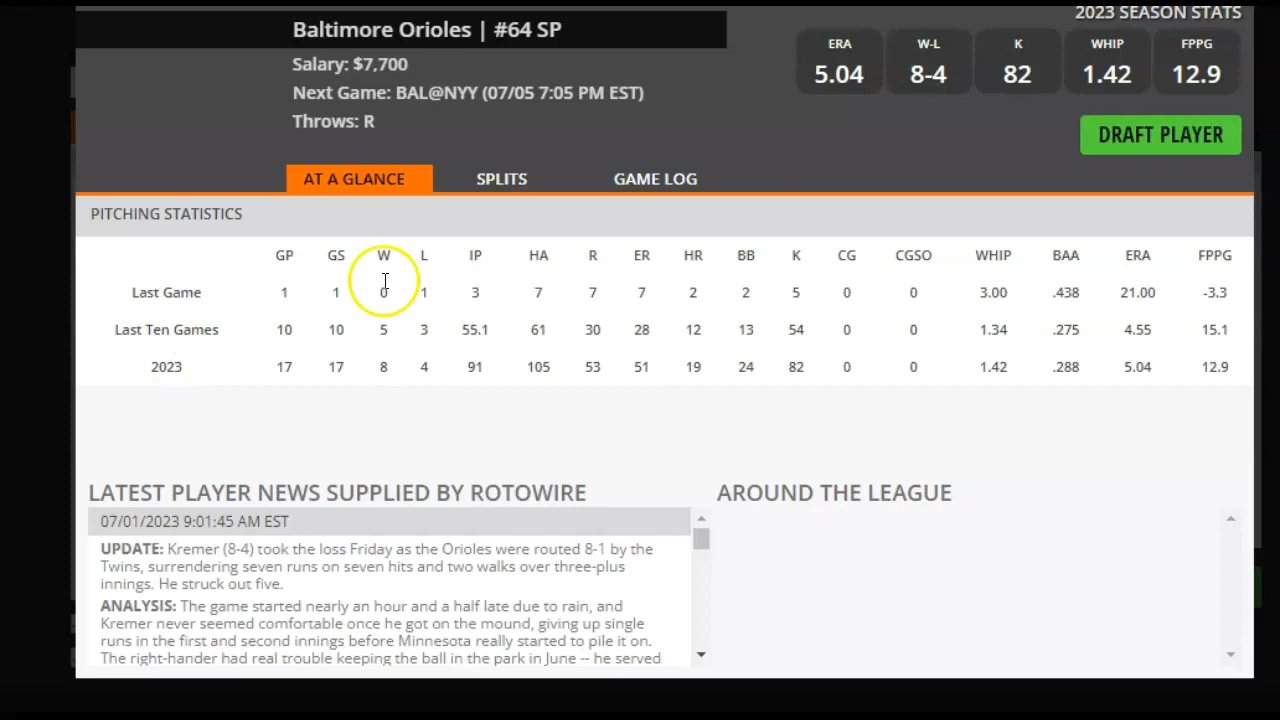 2023 SEASON STATS
Baltimore Orioles | #64 SP
Salary: $7,700
Next Game: BAL@NYY (07/05 7:05 PM EST)
Throws: R
ERA W-L K WHIP FPPG
5.04 8-4 82 1.42 12.9
DRAFT PLAYER
AT A GLANCE SPLITS GAME LOG
PITCHING STATISTICS
GP GS W L IP HA R ER HR BB K CG CGSO WHIP BAA ERA FPPG
Last Game 1 1 0 1 3 7 7 7 2 2 5 0 0 3.00 .438 21.00 -3.3
Last Ten Games 10 10 5 3 55.1 61 30 28 12 13 54 0 0 1.34 .275 4.55 15.1
2023 17 17 8 4 91 105 53 51 19 24 82 0 0 1.42 .288 5.04 12.9
LATEST PLAYER NEWS SUPPLIED BY ROTOWIRE
07/01/2023 9:01:45 AM EST
UPDATE: Kremer (8-4) took the loss Friday as the Orioles were routed 8-1 by the
Twins, surrendering seven runs on seven hits and two walks over three-plus
innings. He struck out five.
ANALYSIS: The game started nearly an hour and a half late due to rain, and
Kremer never seemed comfortable once he got on the mound, giving up single
runs in the first and second innings before Minnesota really started to pile it on.
The right-hander had real trouble keeping the ball in the park in June -- he served
AROUND THE LEAGUE